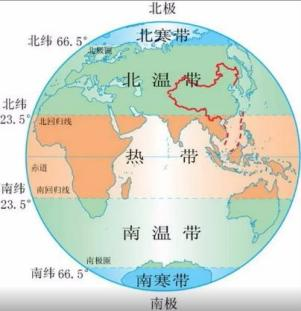 北极
北寒带
北纬 66.5°
北极圈
北温带
北纬
23.5°
北回归线
热带
赤道
南纬
23.5°
南回归线
南温带
南极圈
南纬 66.5°
南寒带
南极